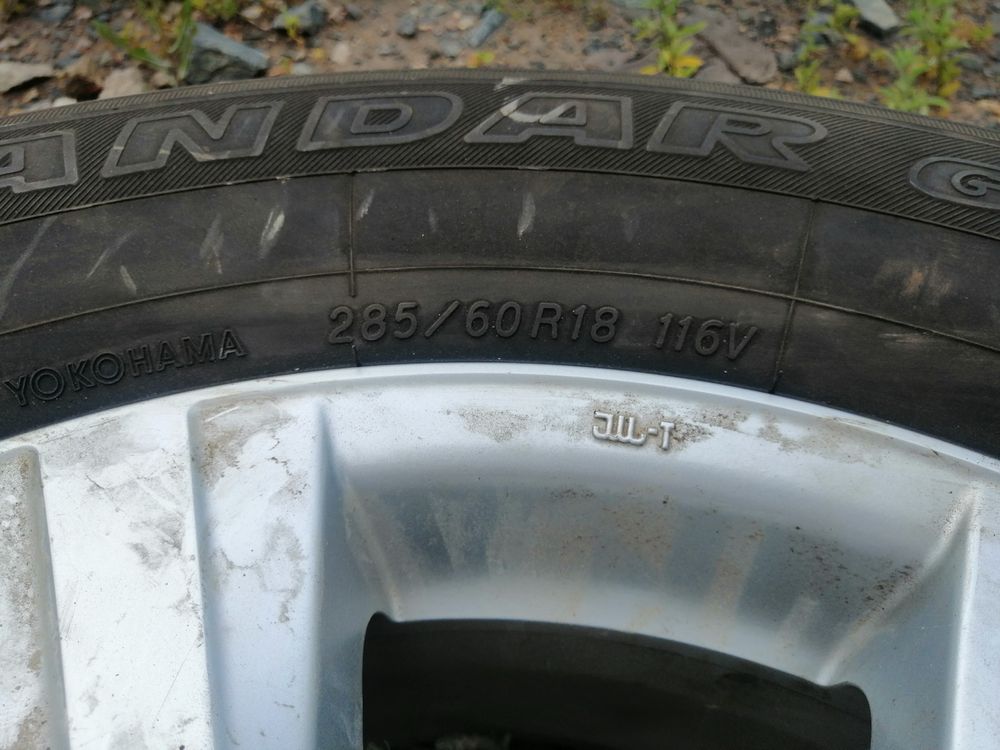 ANDAR G
YOKOHAMA 285/60R18 116V
JWL-T